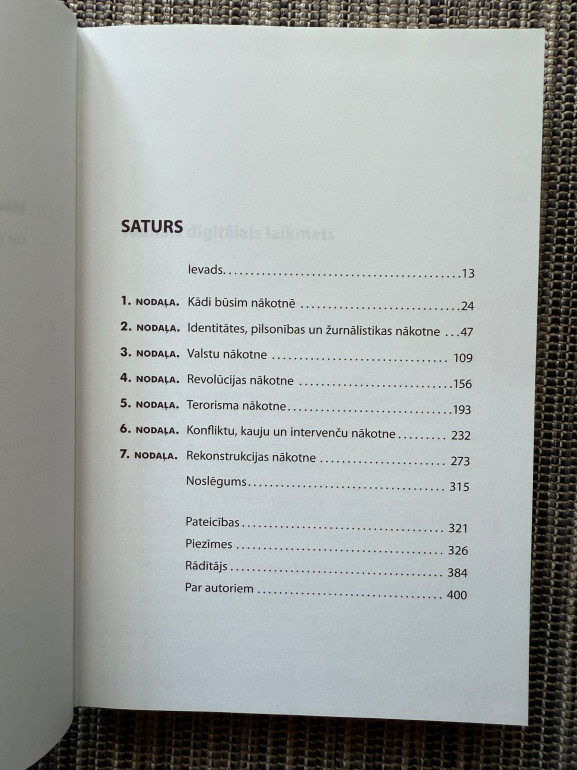 SATURS
Ievads..........................................13
1. NODAĻA. Kādi būsim nākotnē ............................24
2. NODAĻA. Identitātes, pilsonības un žurnālistikas nākotne ...47
3. NODAĻA. Valstu nākotne ............................... 109
4. NODAĻA. Revolūcijas nākotne ...........................156
5. NODAĻA. Terorisma nākotne.............................193
6. NODAĻA. Konfliktu, kauju un intervenču nākotne......... 232
7. NODAĻA. Rekonstrukcijas nākotne ....................... 273
Noslēgums................................... 315
Pateicības.................................... 321
Piezīmes ..................................... 326
Rādītājs ...................................... 384
Par autoriem ................................. 400
digitālais laikmets